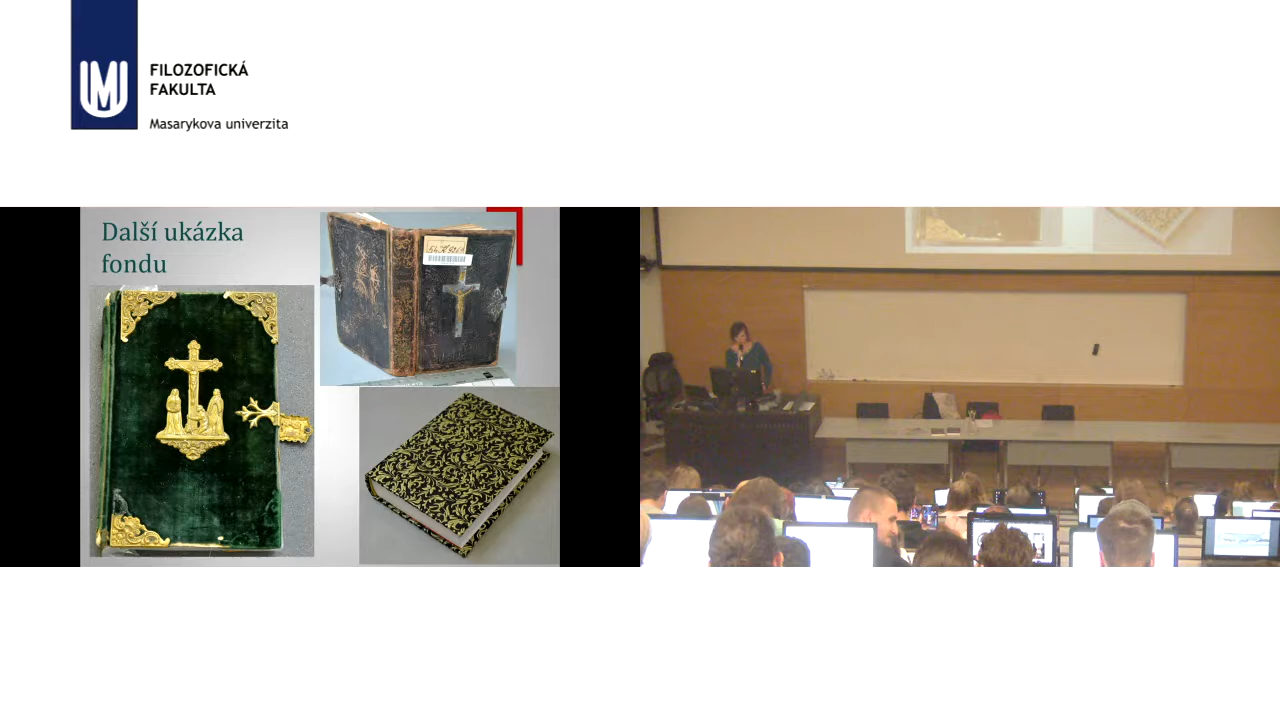 FILOZOFICKÁ
FAKULTA
Masarykova univerzita
Další ukázka
fondu